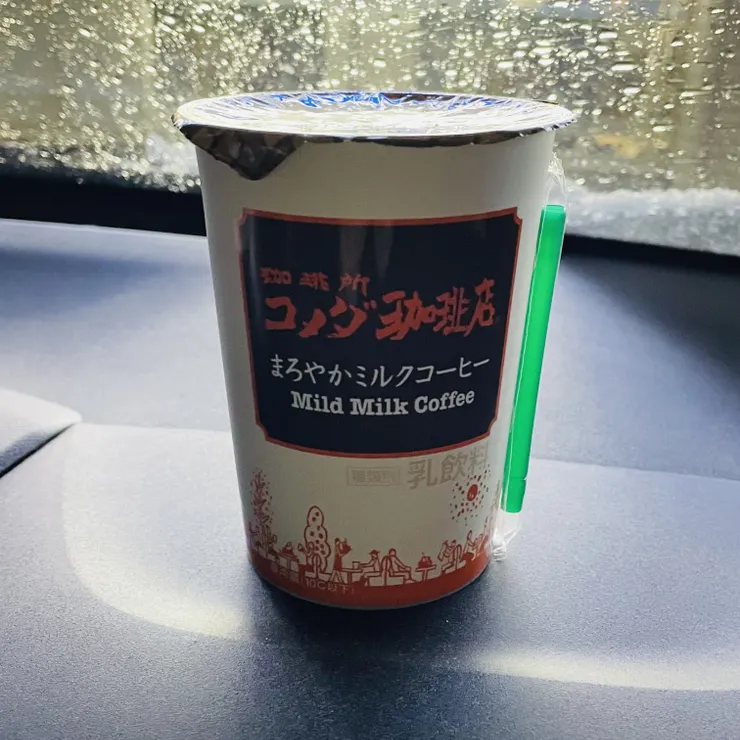 珈琲所
コメダ珈琲店
まろやかミルクコーヒー
Mild Milk Coffee
乳飲料